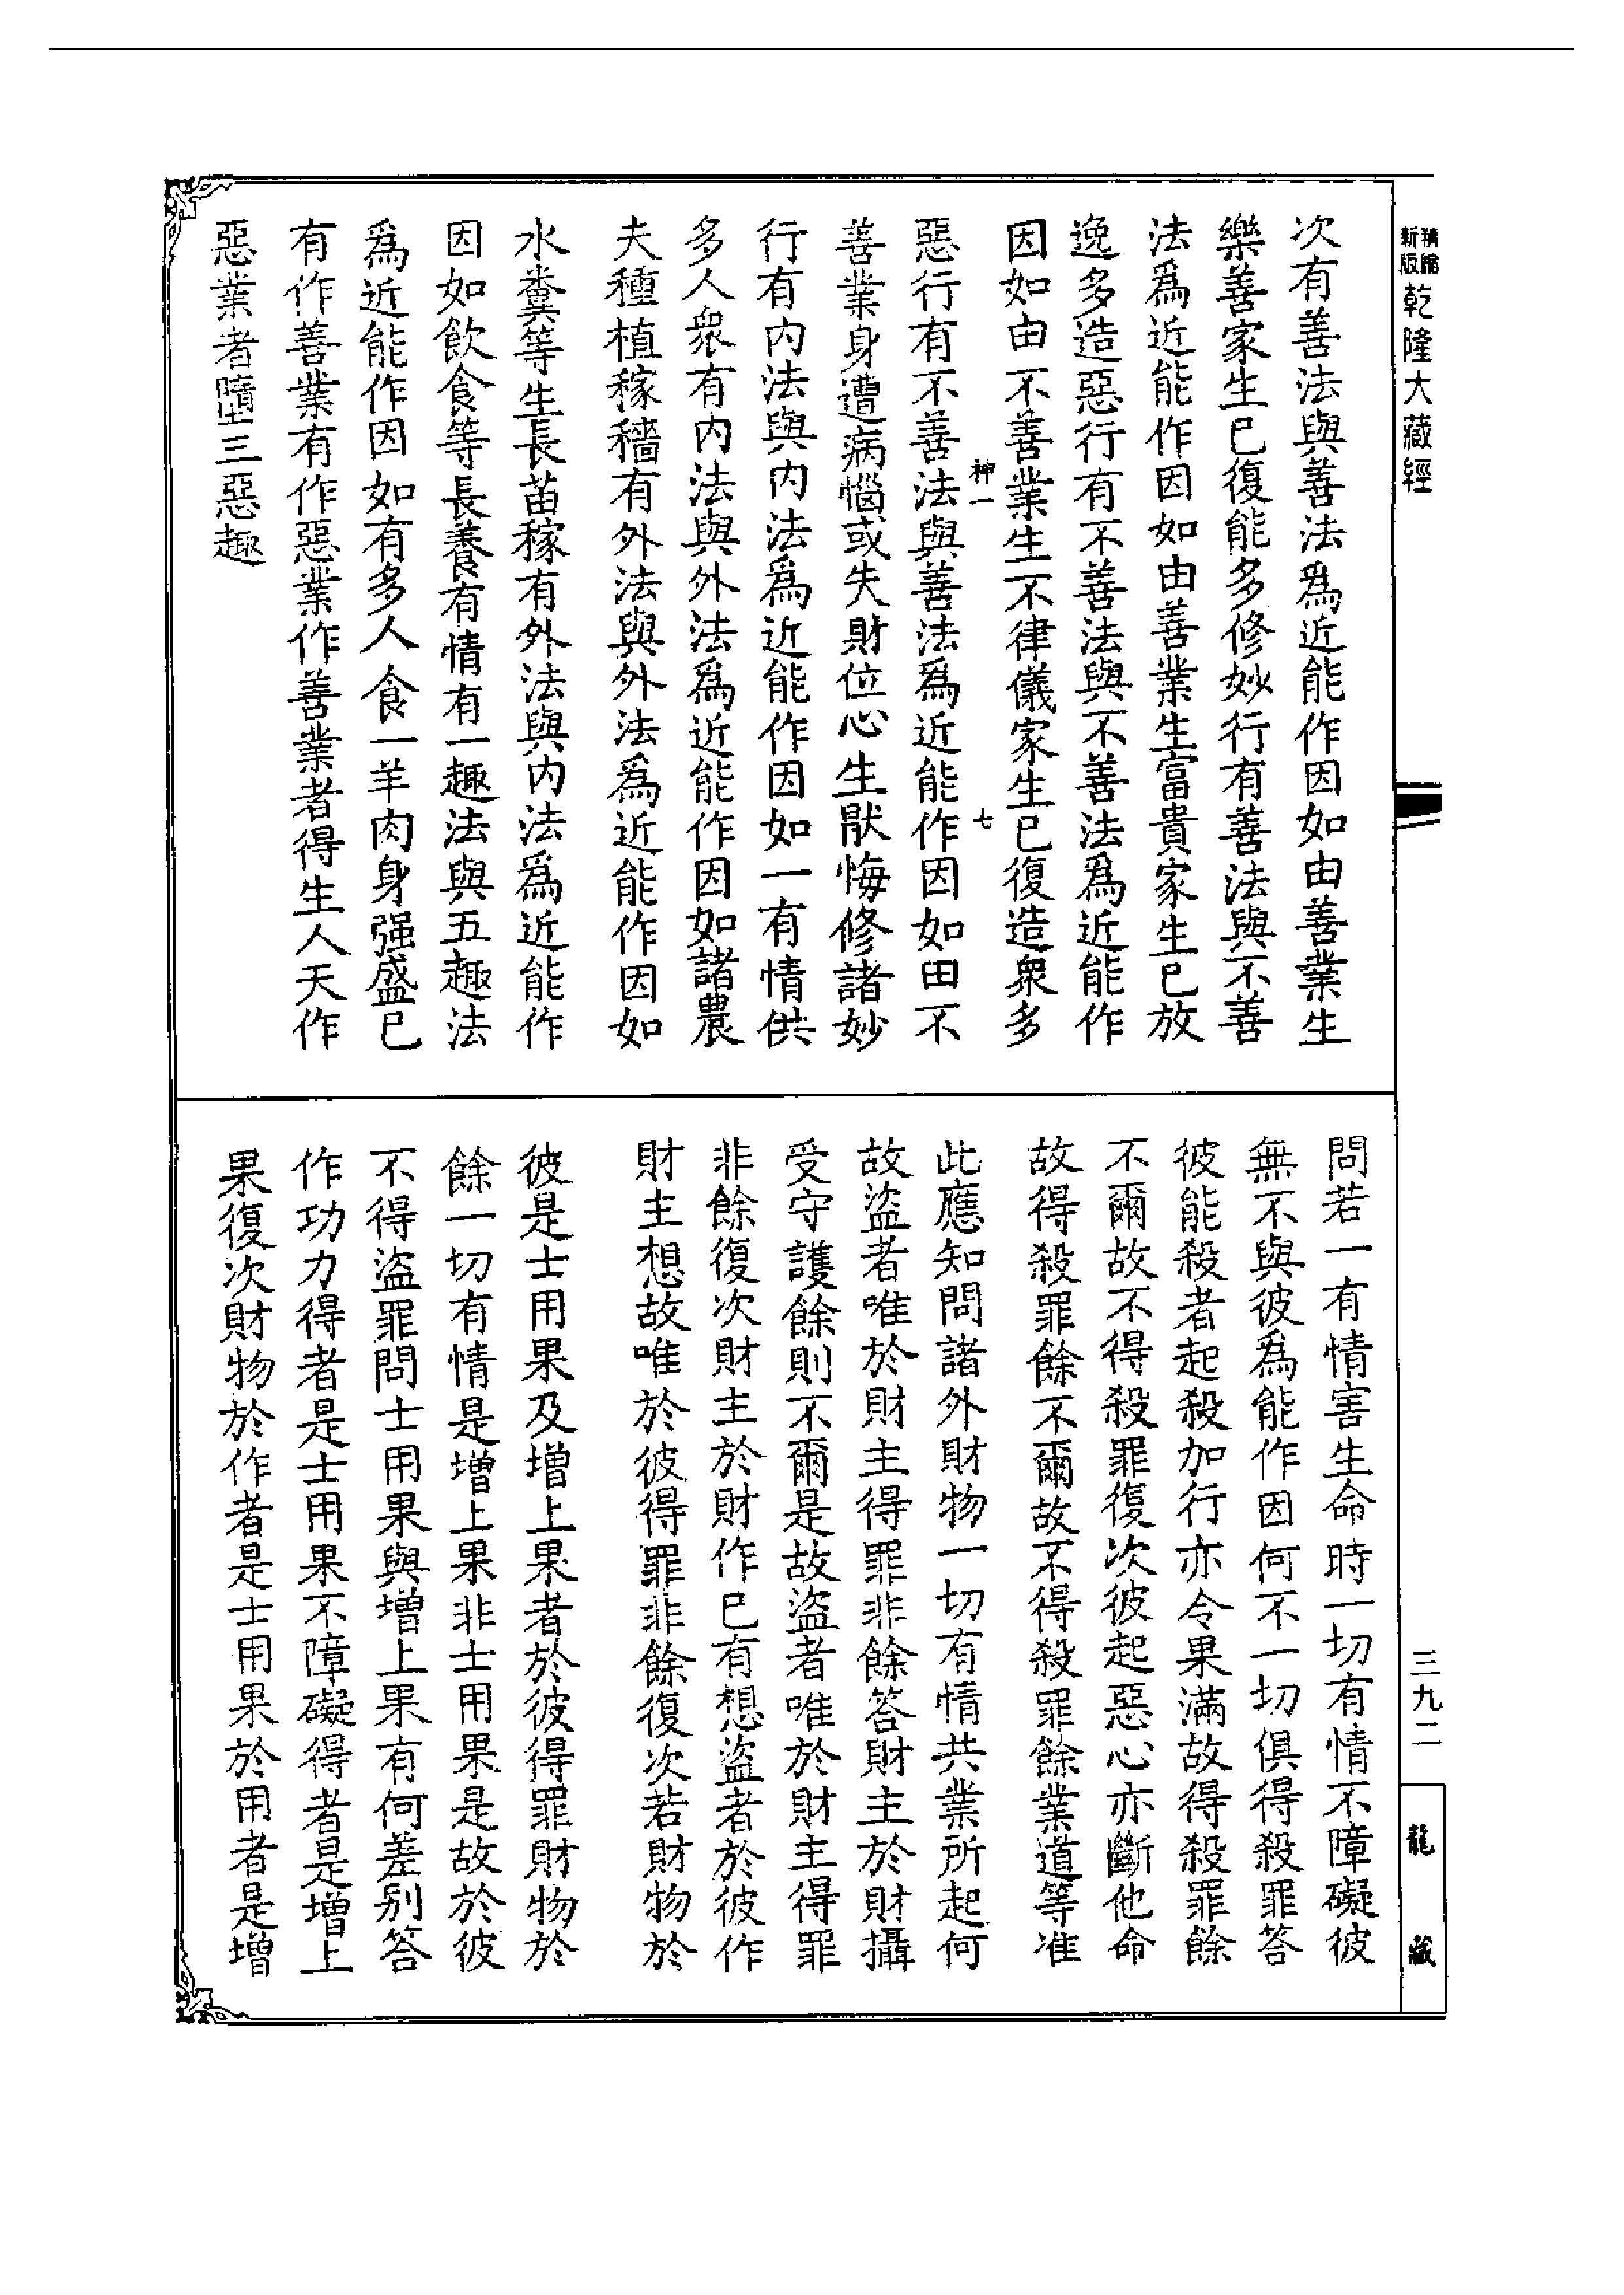 新版
精縮
乾隆大藏經
次有善法與善法爲近能作因如由善業生
樂善家生已復能多修妙行有善法與不善
法爲近能作因如由善業生富貴家生已放
逸多造惡行有不善法與不善法爲近能作
因如由不善業生不律儀家生已復造衆多
神一
七
惡行有不善法與善法爲近能作因如由不
善業身遭病惱或失財位心生厭悔修諸妙
行有內法與內法爲近能作因如一有情供
多人衆有內法與外法爲近能作因如諸農
夫種植稼穡有外法與外法爲近能作因如
水糞等生長苗稼有外法與內法爲近能作
因如飲食等長養有情有一趣法與五趣法
爲近能作因如有多人食一羊肉身强盛已
有作善業有作惡業作善業者得生人天作
惡業者墮三惡趣
問若一有情害生命時一切有情不障礙彼
無不與彼爲能作因何不一切俱得殺罪答
彼能殺者起殺加行亦令果滿故得殺罪餘
不爾故不得殺罪復次彼起惡心亦斷他命
故得殺罪餘不爾故不得殺罪餘業道等准
此應知問諸外財物一切有情共業所起何
故盜者唯於財主得罪非餘答財主於財攝
受守護餘則不爾是故盜者唯於財主得罪
非餘復次財主於財作已有想盜者於彼作
財主想故唯於彼得罪非餘復次若財物於
彼是士用果及增上果者於彼得罪財物於
餘一切有情是增上果非士用果是故於彼
不得盜罪問士用果與增上果有何差別答
作功力得者是士用果不障礙得者是增上
果復次財物於作者是士用果於用者是增
三九二
龍藏